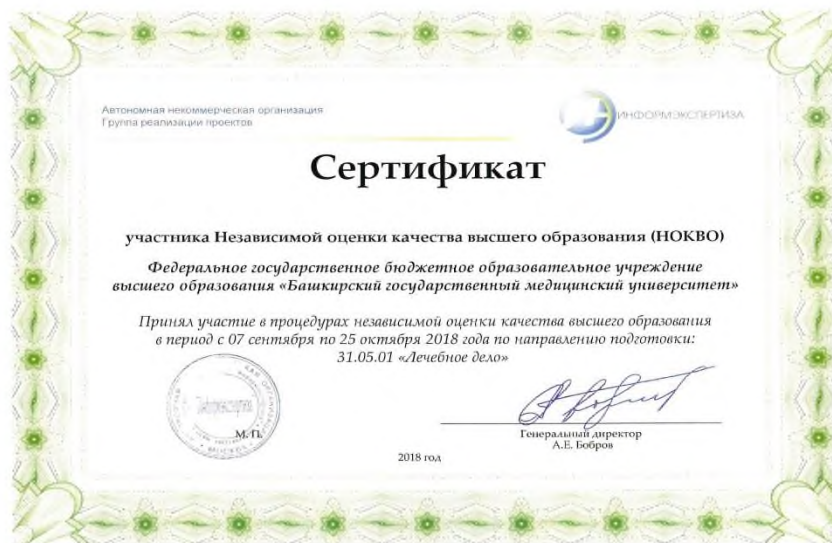 Автономная некоммерческая организация
Группа реализации проектов
ИНФОРМЭКСПЕРТИЗА
Сертификат
участника Независимой оценки качества высшего образования (НОКВО)
Федеральное государственное бюджетное образовательное учреждение
высшего образования «Башкирский государственный медицинский университет»
Принял участие в процедурах независимой оценки качества высшего образования
в период с 07 сентября по 25 октября 2018 года по направлению подготовки:
31.05.01 «Лечебное дело»
М. П.
Генеральный директор
А.Е. Бобров
2018 год